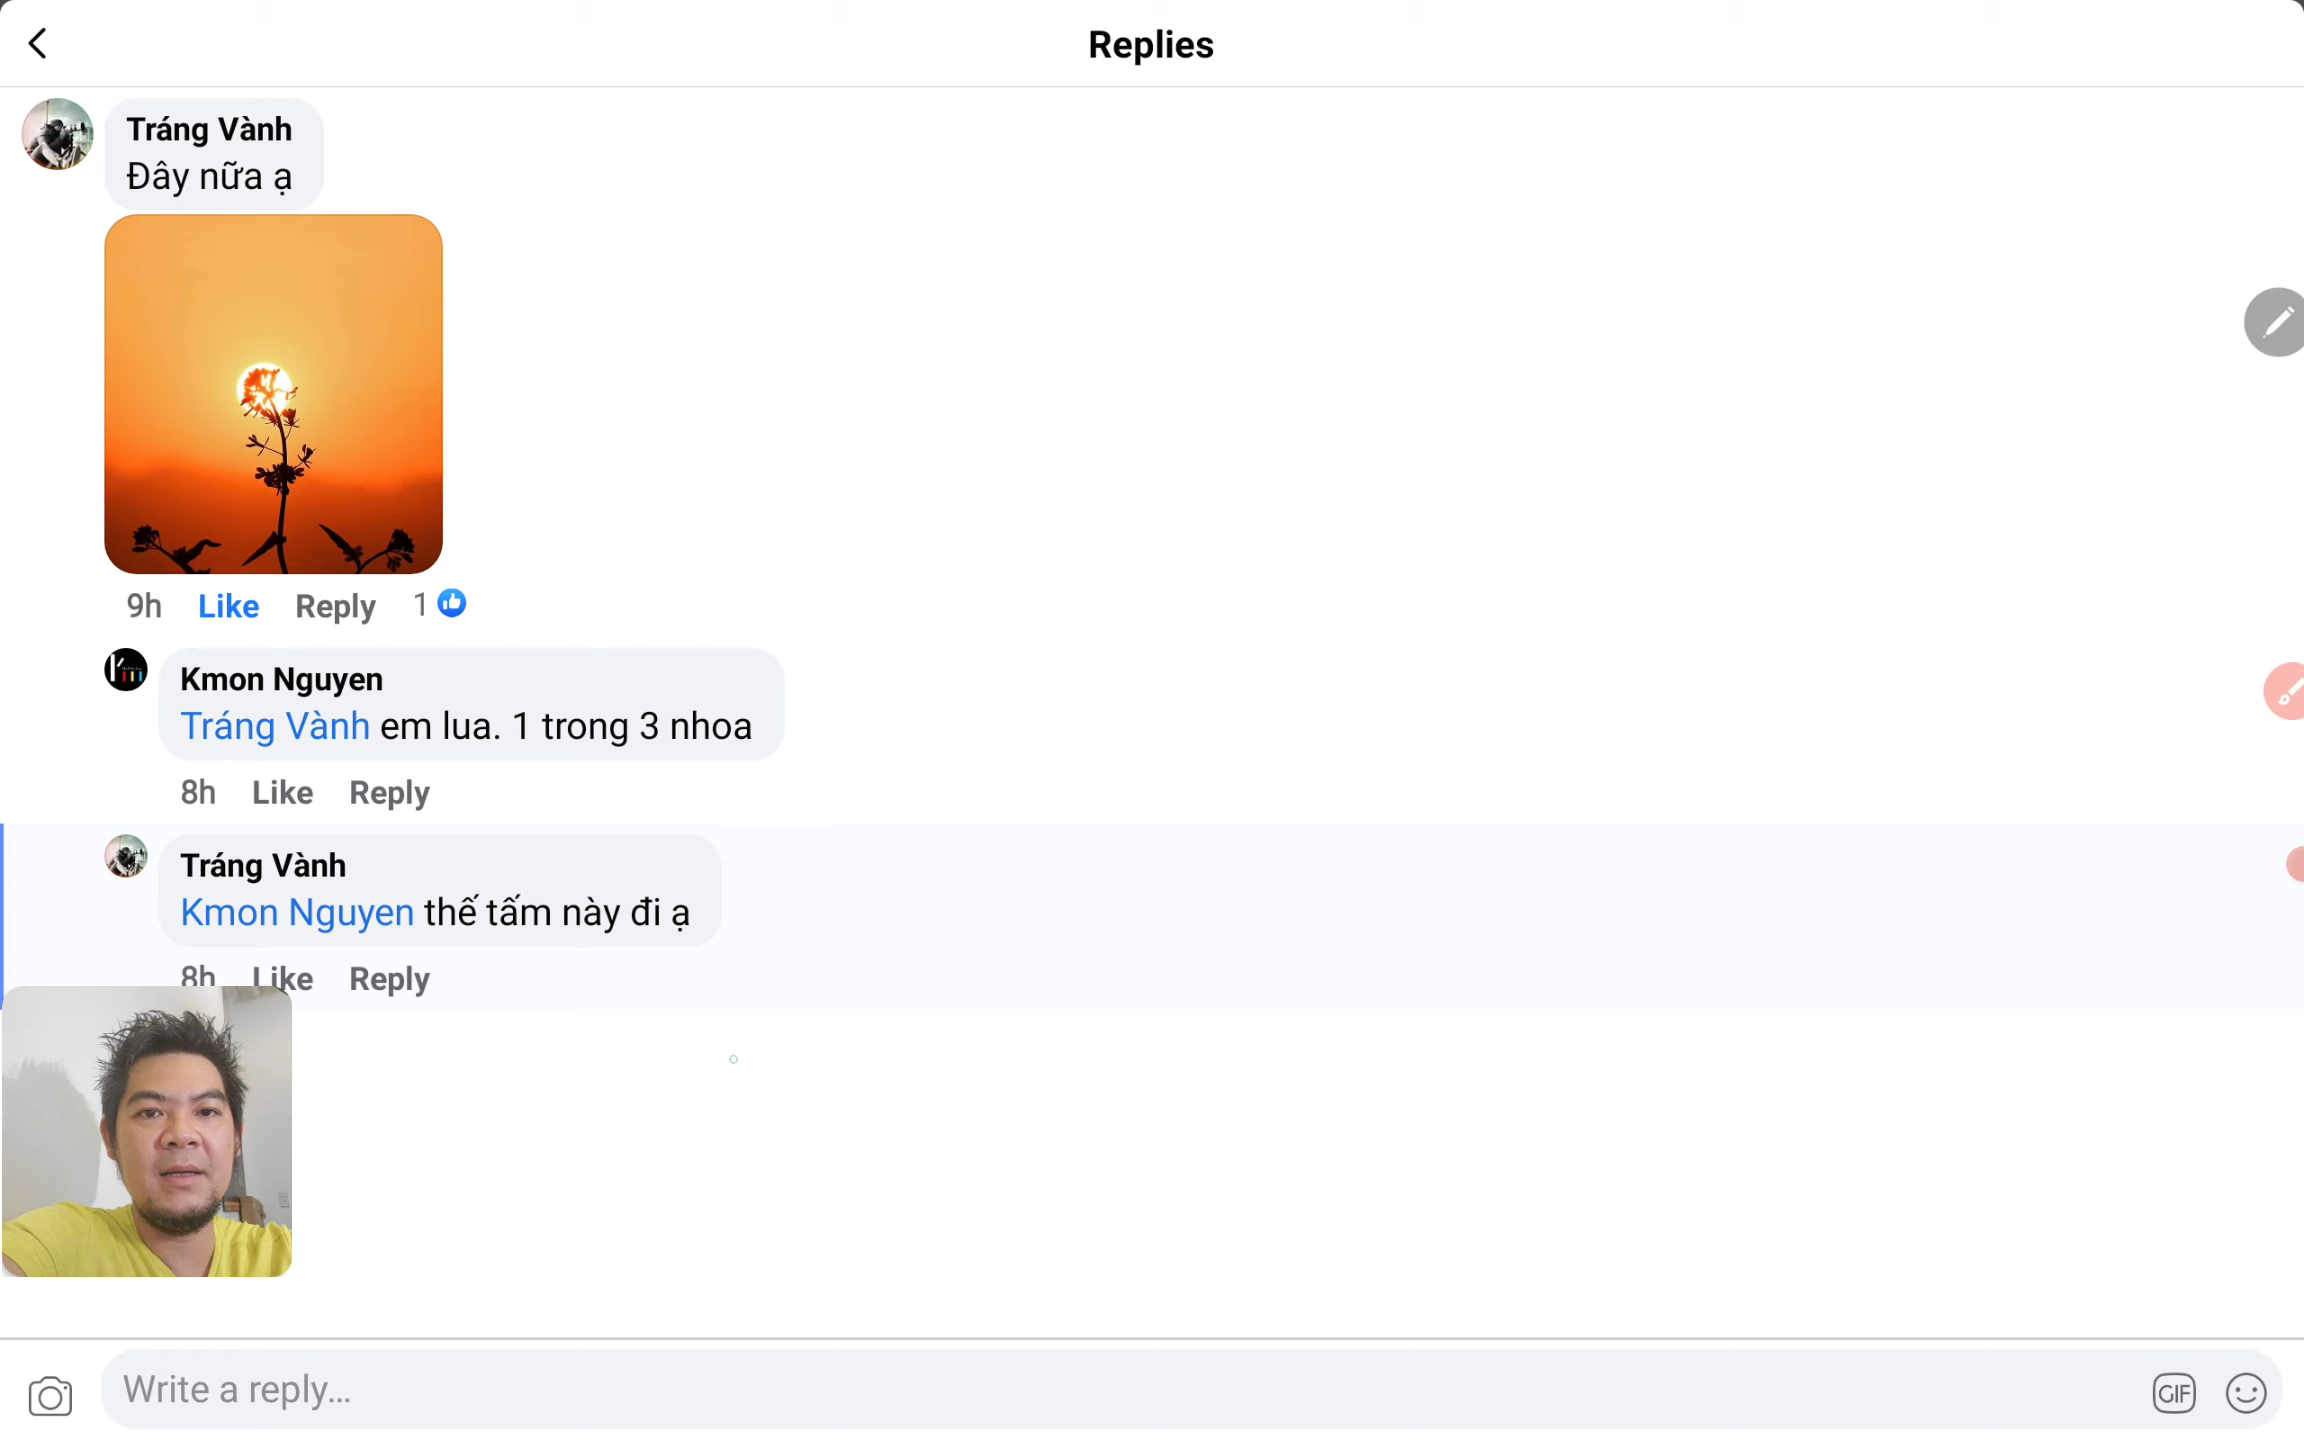 Replies
Tráng Vành
Đây nữa ạ
9h Like Reply 1
Kmon Nguyen
Tráng Vành em lua. 1 trong 3 nhoa
8h Like Reply
Tráng Vành
Kmon Nguyen thế tấm này đi ạ
8h Like Reply
Write a reply...
GIF